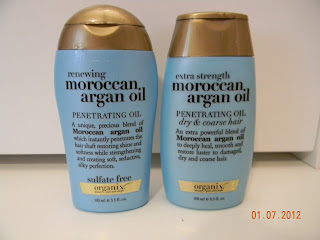 renewing
moroccan
argan oil
PENETRATING OIL
A unique, precious blend of
Moroccan argan oil
which instantly penetrates the
hair shaft restoring shine and
softness while strengthening
and creating soft, seductive,
silky perfection.
sulfate free
organix
extra strength
moroccan
argan oil
PENETRATING OIL
dry & coarse hair
An extra powerful blend of
Moroccan argan oil
to deeply heal, smooth and
restore luster to damaged,
dry and coarse hair.
organix
01.07.2012